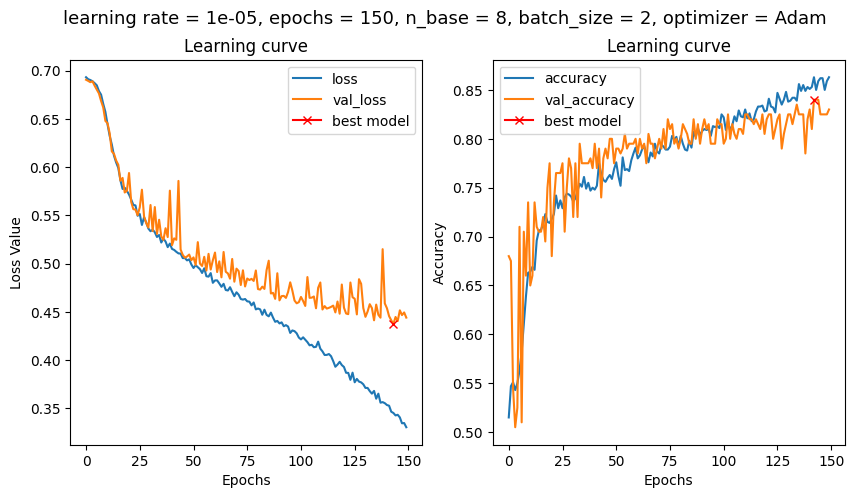 learning rate = 1e-05, epochs = 150, n_base = 8, batch_size = 2, optimizer = Adam
Learning curve
Loss Value
0.70
0.65
0.60
0.55
0.50
0.45
0.40
0.35
loss
val_loss
best model
0 25 50 75 100 125 150
Epochs
Learning curve
Accuracy
0.85
0.80
0.75
0.70
0.65
0.60
0.55
0.50
accuracy
val_accuracy
best model
0 25 50 75 100 125 150
Epochs